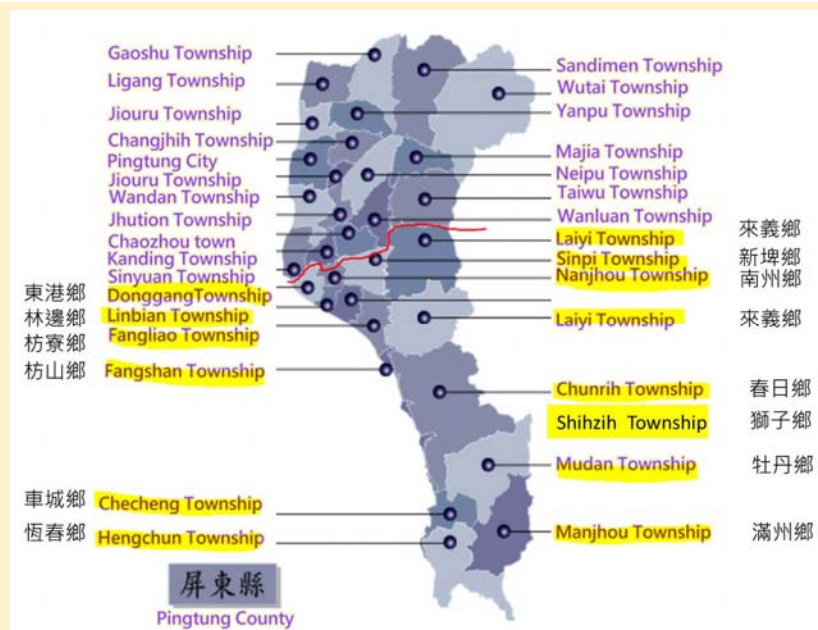 Gaoshu Township
Ligang Township
Jiouru Township
Changjhih Township
Pingtung City
Jiouru Township
Wandan Township
Jhution Township
Chaozhou town
Kanding Township
Sinyuan Township
東港鄉 DonggangTownship
林邊鄉 Linbian Township
枋寮鄉 Fangliao Township
枋山鄉 Fangshan Township
車城鄉 Checheng Township
恆春鄉 Hengchun Township
Sandimen Township
Wutai Township
Yanpu Township
Majia Township
Neipu Township
Taiwu Township
Wanluan Township
Laiyi Township 來義鄉
Sinpi Township 新埤鄉
Nanjhou Township 南州鄉
Laiyi Township 來義鄉
Chunrih Township 春日鄉
Shihzih Township 獅子鄉
Mudan Township 牡丹鄉
Manjhou Township 滿州鄉
屏東縣
Pingtung County